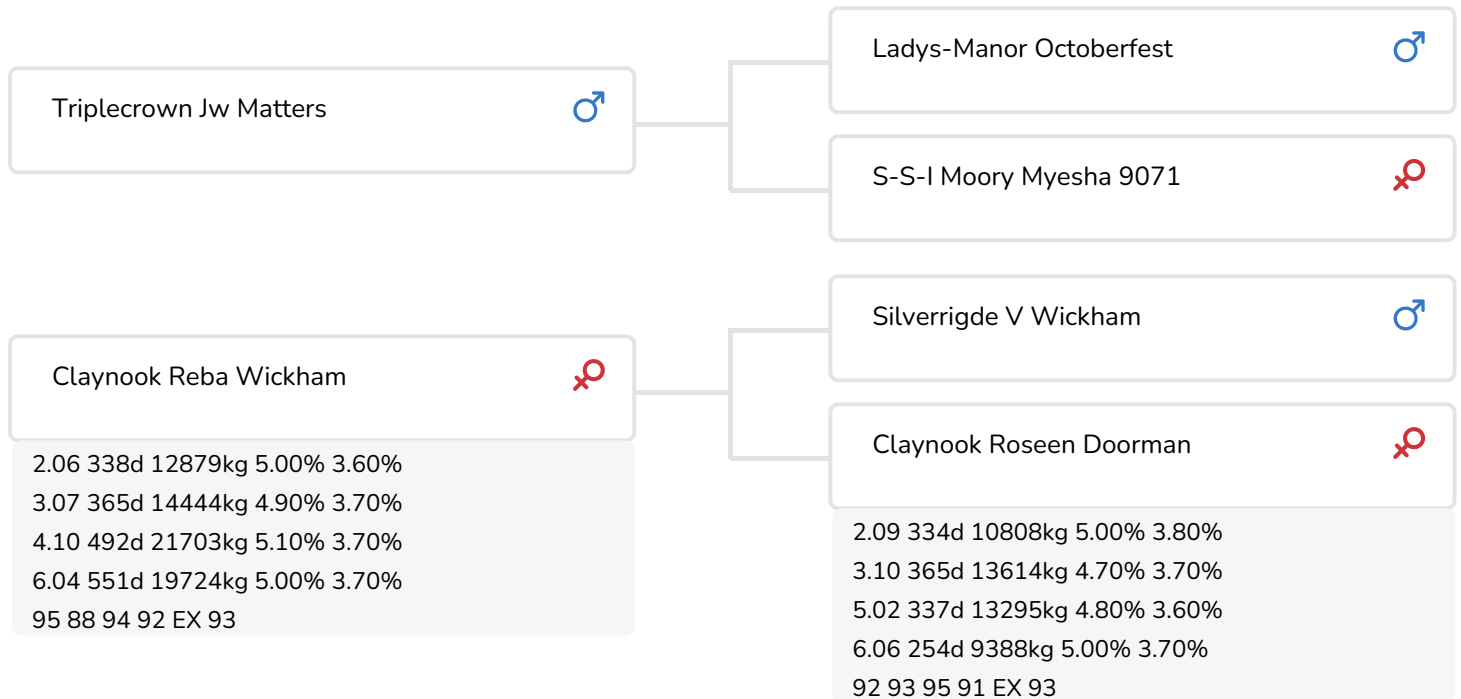 Triplecrown Jw Matters
Ladys-Manor Octoberfest
S-S-I Moory Myesha 9071
Claynook Reba Wickham
2.06 338d 12879kg 5.00% 3.60%
3.07 365d 14444kg 4.90% 3.70%
4.10 492d 21703kg 5.10% 3.70%
6.04 551d 19724kg 5.00% 3.70%
95 88 94 92 EX 93
Silverrigde V Wickham
Claynook Roseen Doorman
2.09 334d 10808kg 5.00% 3.80%
3.10 365d 13614kg 4.70% 3.70%
5.02 337d 13295kg 4.80% 3.60%
6.06 254d 9388kg 5.00% 3.70%
92 93 95 91 EX 93